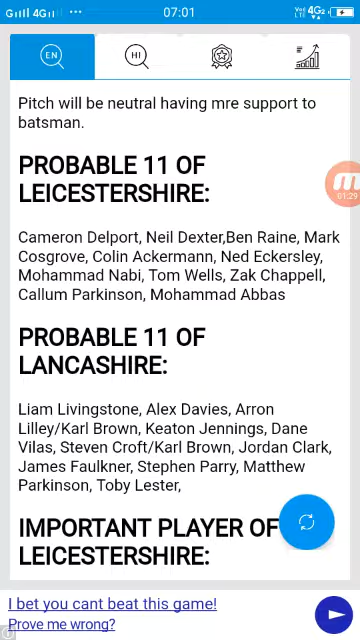 4G 07:01 4G
EN HI
Pitch will be neutral having mre support to
batsman.
PROBABLE 11 OF
LEICESTERSHIRE:
Cameron Delport, Neil Dexter,Ben Raine, Mark
Cosgrove, Colin Ackermann, Ned Eckersley,
Mohammad Nabi, Tom Wells, Zak Chappell,
Callum Parkinson, Mohammad Abbas
01:29
PROBABLE 11 OF
LANCASHIRE:
Liam Livingstone, Alex Davies, Arron
Lilley/Karl Brown, Keaton Jennings, Dane
Vilas, Steven Croft/Karl Brown, Jordan Clark,
James Faulkner, Stephen Parry, Matthew
Parkinson, Toby Lester,
IMPORTANT PLAYER OF
LEICESTERSHIRE:
I bet you cant beat this game!
Prove me wrong?